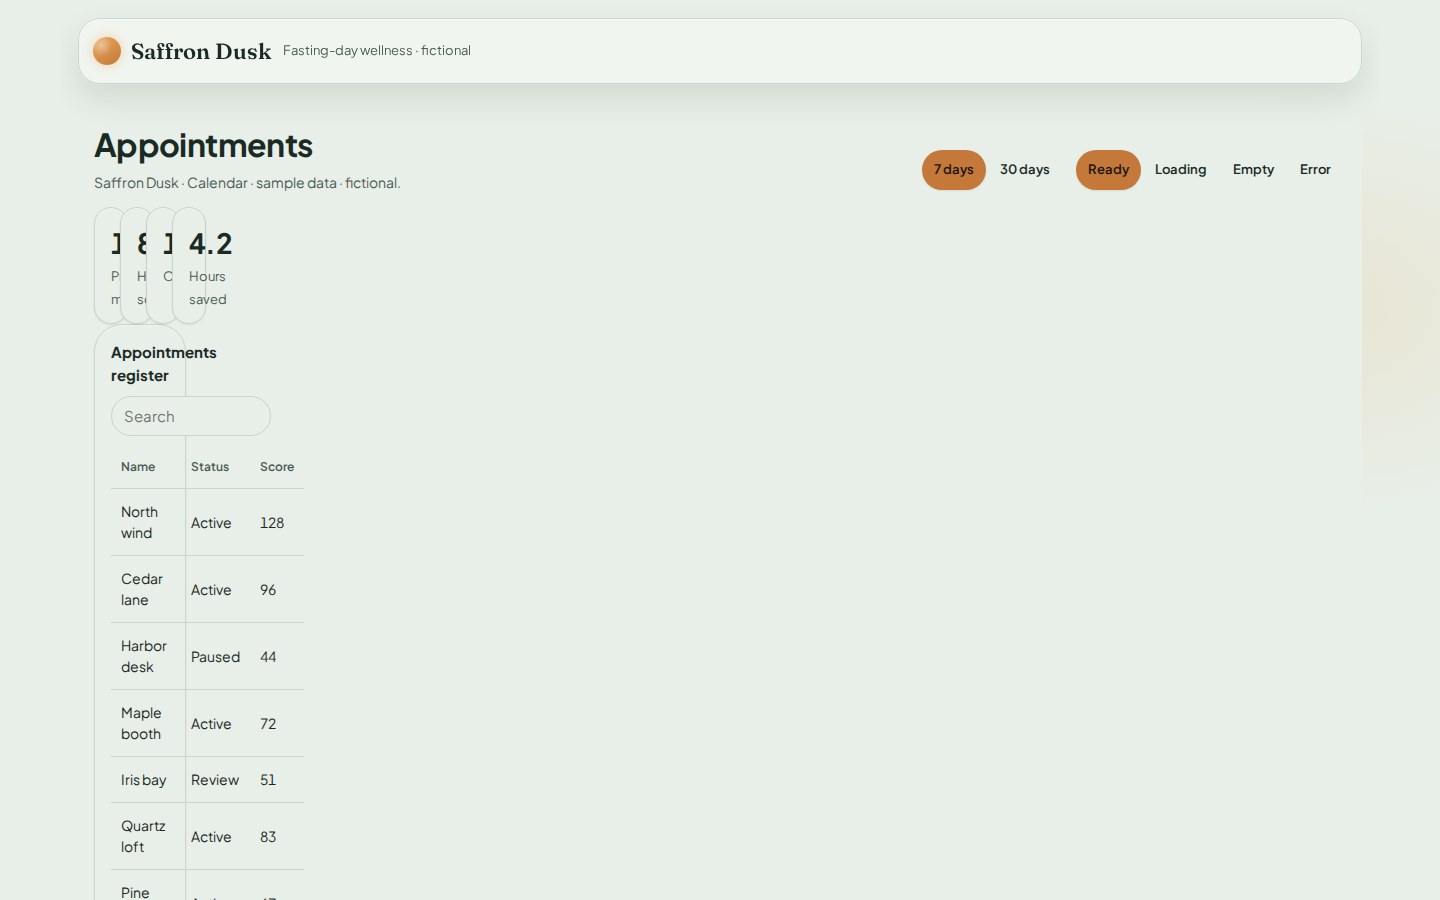 Saffron Dusk Fasting-day wellness · fictional
Appointments
Saffron Dusk · Calendar · sample data · fictional.
7 days 30 days Ready Loading Empty Error
4.2
Hours
saved
Appointments
register
Search
Name Status Score
North
wind
Active 128
Cedar
lane
Active 96
Harbor
desk
Paused 44
Maple
booth
Active 72
Iris bay Review 51
Quartz
loft
Active 83
Pine